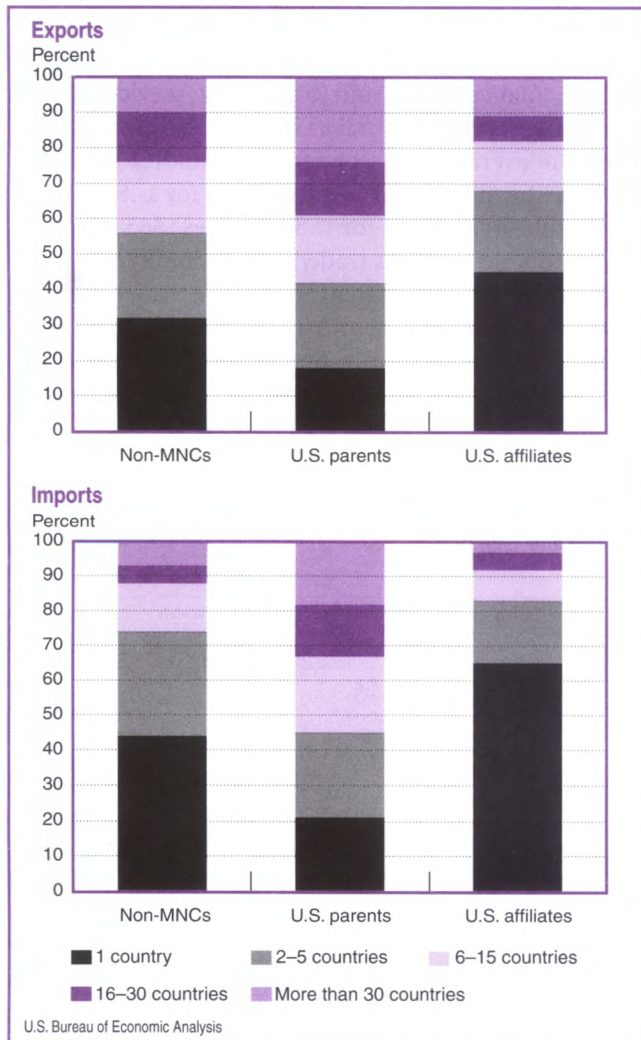 Exports
Percent
100
90
80
70
60
50
40
30
20
10
0
Non-MNCs U.S. parents U.S. affiliates
Imports
Percent
100
90
80
70
60
50
40
30
20
10
0
Non-MNCs U.S. parents U.S. affiliates
1 country 2–5 countries 6–15 countries
16–30 countries More than 30 countries
U.S. Bureau of Economic Analysis